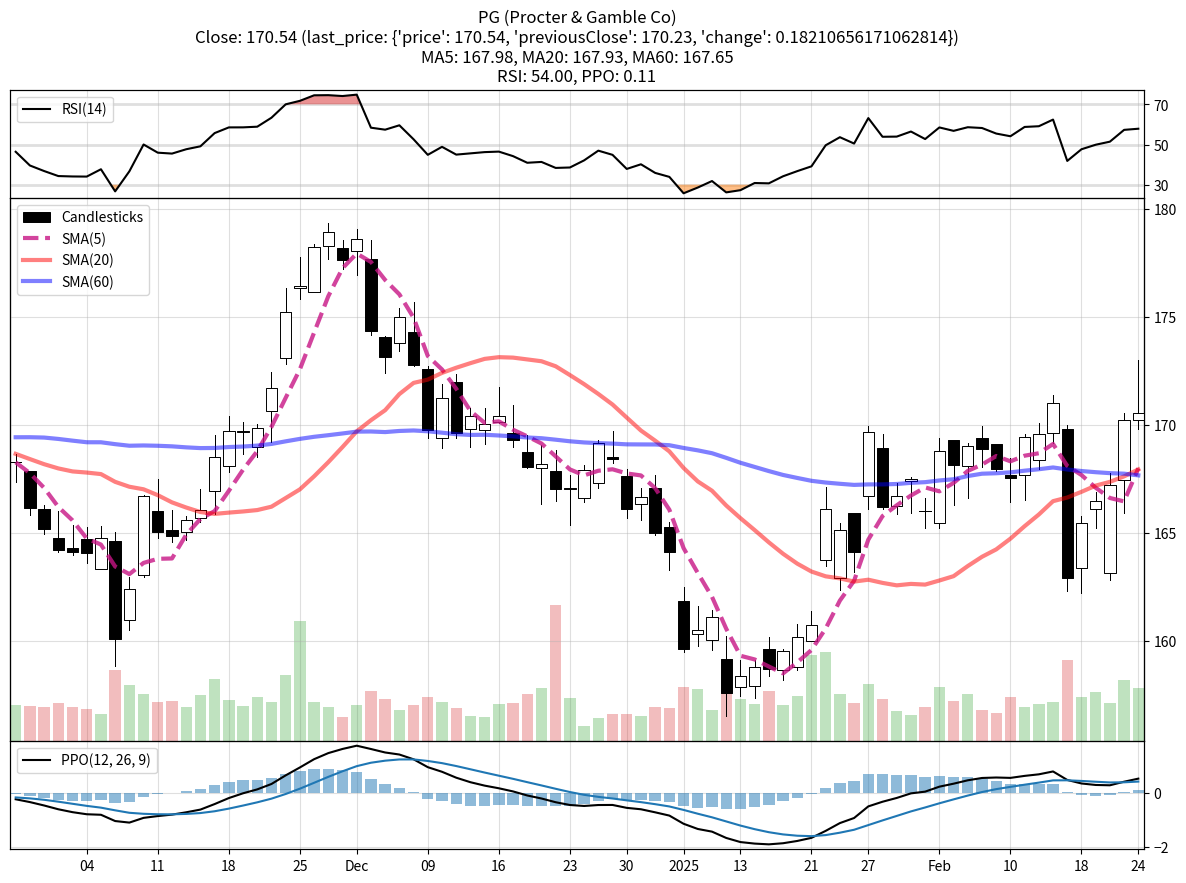 PG (Procter & Gamble Co)
Close: 170.54 (last_price: {'price': 170.54, 'previousClose': 170.23, 'change': 0.18210656171062814})
MA5: 167.98, MA20: 167.93, MA60: 167.65
RSI: 54.00, PPO: 0.11
RSI(14)
70
50
30
Candlesticks
SMA(5)
SMA(20)
SMA(60)
180
175
170
165
160
PPO(12, 26, 9)
0
−2
04 11 18 25 Dec 09 16 23 30 2025 13 21 27 Feb 10 18 24